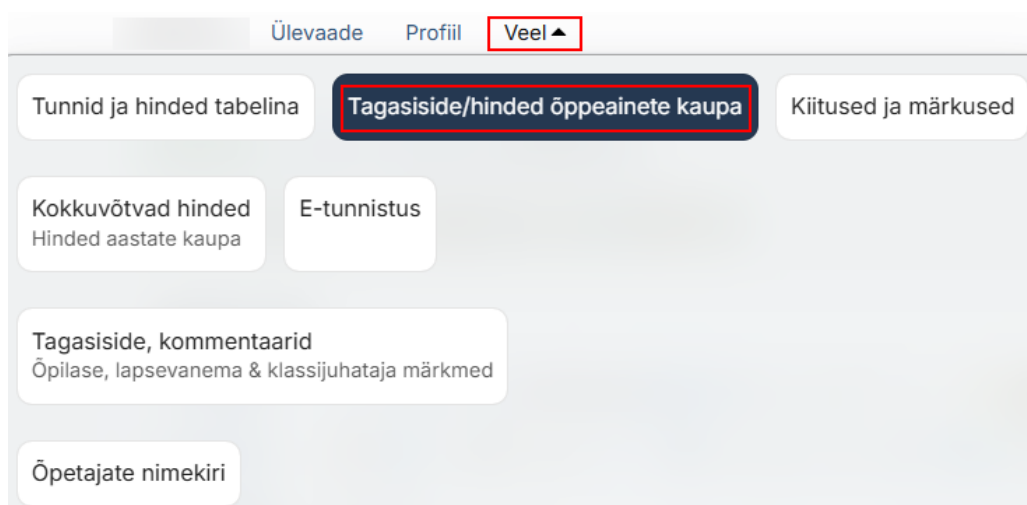 Ülevaade Profiil Veel
Tunnid ja hinded tabelina Tagasiside/hinded õppeainete kaupa Kiitused ja märkused
Kokkuvõtvad hinded E-tunnistus
Hinded aastate kaupa
Tagasiside, kommentaarid
Õpilase, lapsevanema & klassijuhataja märkmed
Õpetajate nimekiri